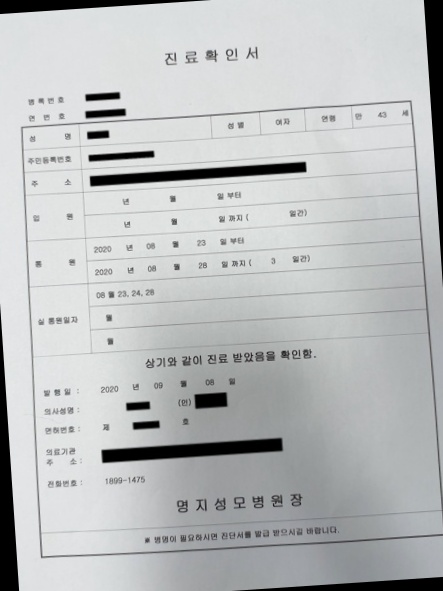 진료확인서
병록번호
연 번 호
성 명 성별 여자 연령 만 43 세
주민등록번호
주 소
입 원 년 월 일 부터
년 월 일 까지 ( 일간)
통 원 2020 년 08 월 23 일 부터
2020 년 08 월 28 일 까지 ( 3 일간)
실 통원일자 08 월 23, 24, 28
월
월
상기와 같이 진료 받았음을 확인함.
발 행 일 : 2020 년 09 월 08 일
의사성명 : (인)
면허번호 : 제 호
의료기관
주 소 :
전화번호 : 1899-1475
명지성모병원장
※ 병명이 필요하시면 진단서를 발급 받으시길 바랍니다.